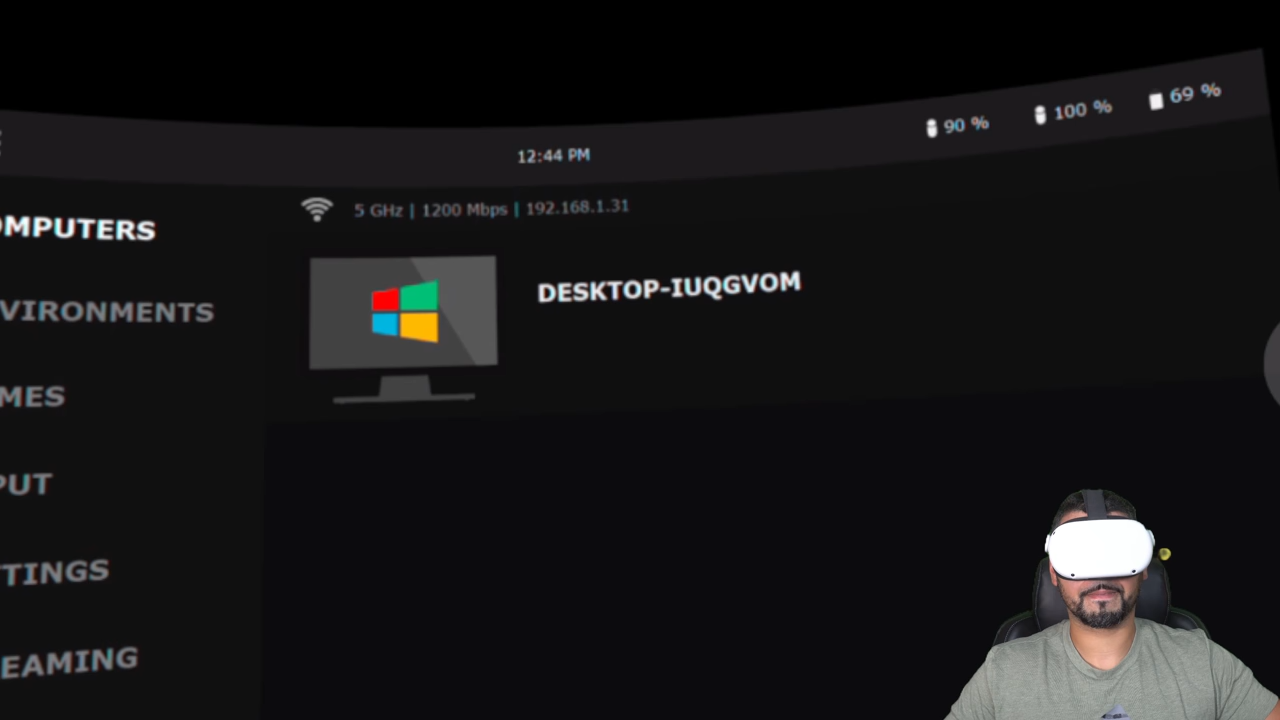 12:44 PM
90 %
100 %
69 %
OMPUTERS
5 GHz | 1200 Mbps | 192.168.1.31
DESKTOP-IUQGVOM
VIRONMENTS
MES
PUT
TTINGS
EAMING